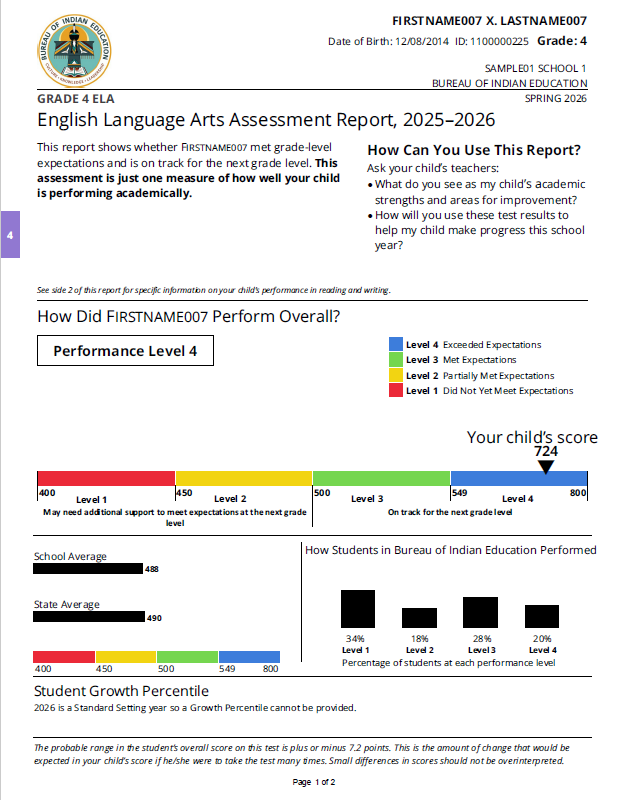 BUREAU OF INDIAN EDUCATION
CULTURE • KNOWLEDGE • LEADERSHIP
FIRSTNAME007 X. LASTNAME007
Date of Birth: 12/08/2014 ID: 1100000225 Grade: 4
SAMPLE01 SCHOOL 1
BUREAU OF INDIAN EDUCATION
GRADE 4 ELA
SPRING 2026
English Language Arts Assessment Report, 2025–2026
This report shows whether FIRSTNAME007 met grade-level
expectations and is on track for the next grade level. This
assessment is just one measure of how well your child
is performing academically.
How Can You Use This Report?
Ask your child's teachers:
• What do you see as my child's academic
strengths and areas for improvement?
• How will you use these test results to
help my child make progress this school
year?
4
See side 2 of this report for specific information on your child's performance in reading and writing.
How Did FIRSTNAME007 Perform Overall?
Performance Level 4
Level 4 Exceeded Expectations
Level 3 Met Expectations
Level 2 Partially Met Expectations
Level 1 Did Not Yet Meet Expectations
Your child's score
724
400 Level 1 450 Level 2 500 Level 3 549 Level 4 800
May need additional support to meet expectations at the next grade
level
On track for the next grade level
School Average
488
State Average
490
400 450 500 549 800
How Students in Bureau of Indian Education Performed
34% 18% 28% 20%
Level 1 Level 2 Level 3 Level 4
Percentage of students at each performance level
Student Growth Percentile
2026 is a Standard Setting year so a Growth Percentile cannot be provided.
The probable range in the student's overall score on this test is plus or minus 7.2 points. This is the amount of change that would be
expected in your child's score if he/she were to take the test many times. Small differences in scores should not be overinterpreted.
Page 1 of 2